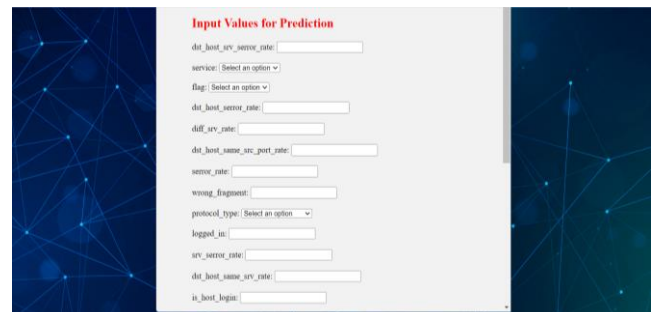 Input Values for Prediction
dst_host_srv_serror_rate:
service: Select an option
flag: Select an option
dst_host_serror_rate:
diff_srv_rate:
dst_host_same_src_port_rate:
serror_rate:
wrong_fragment:
protocol_type: Select an option
logged_in:
srv_serror_rate:
dst_host_same_srv_rate:
is_host_login: